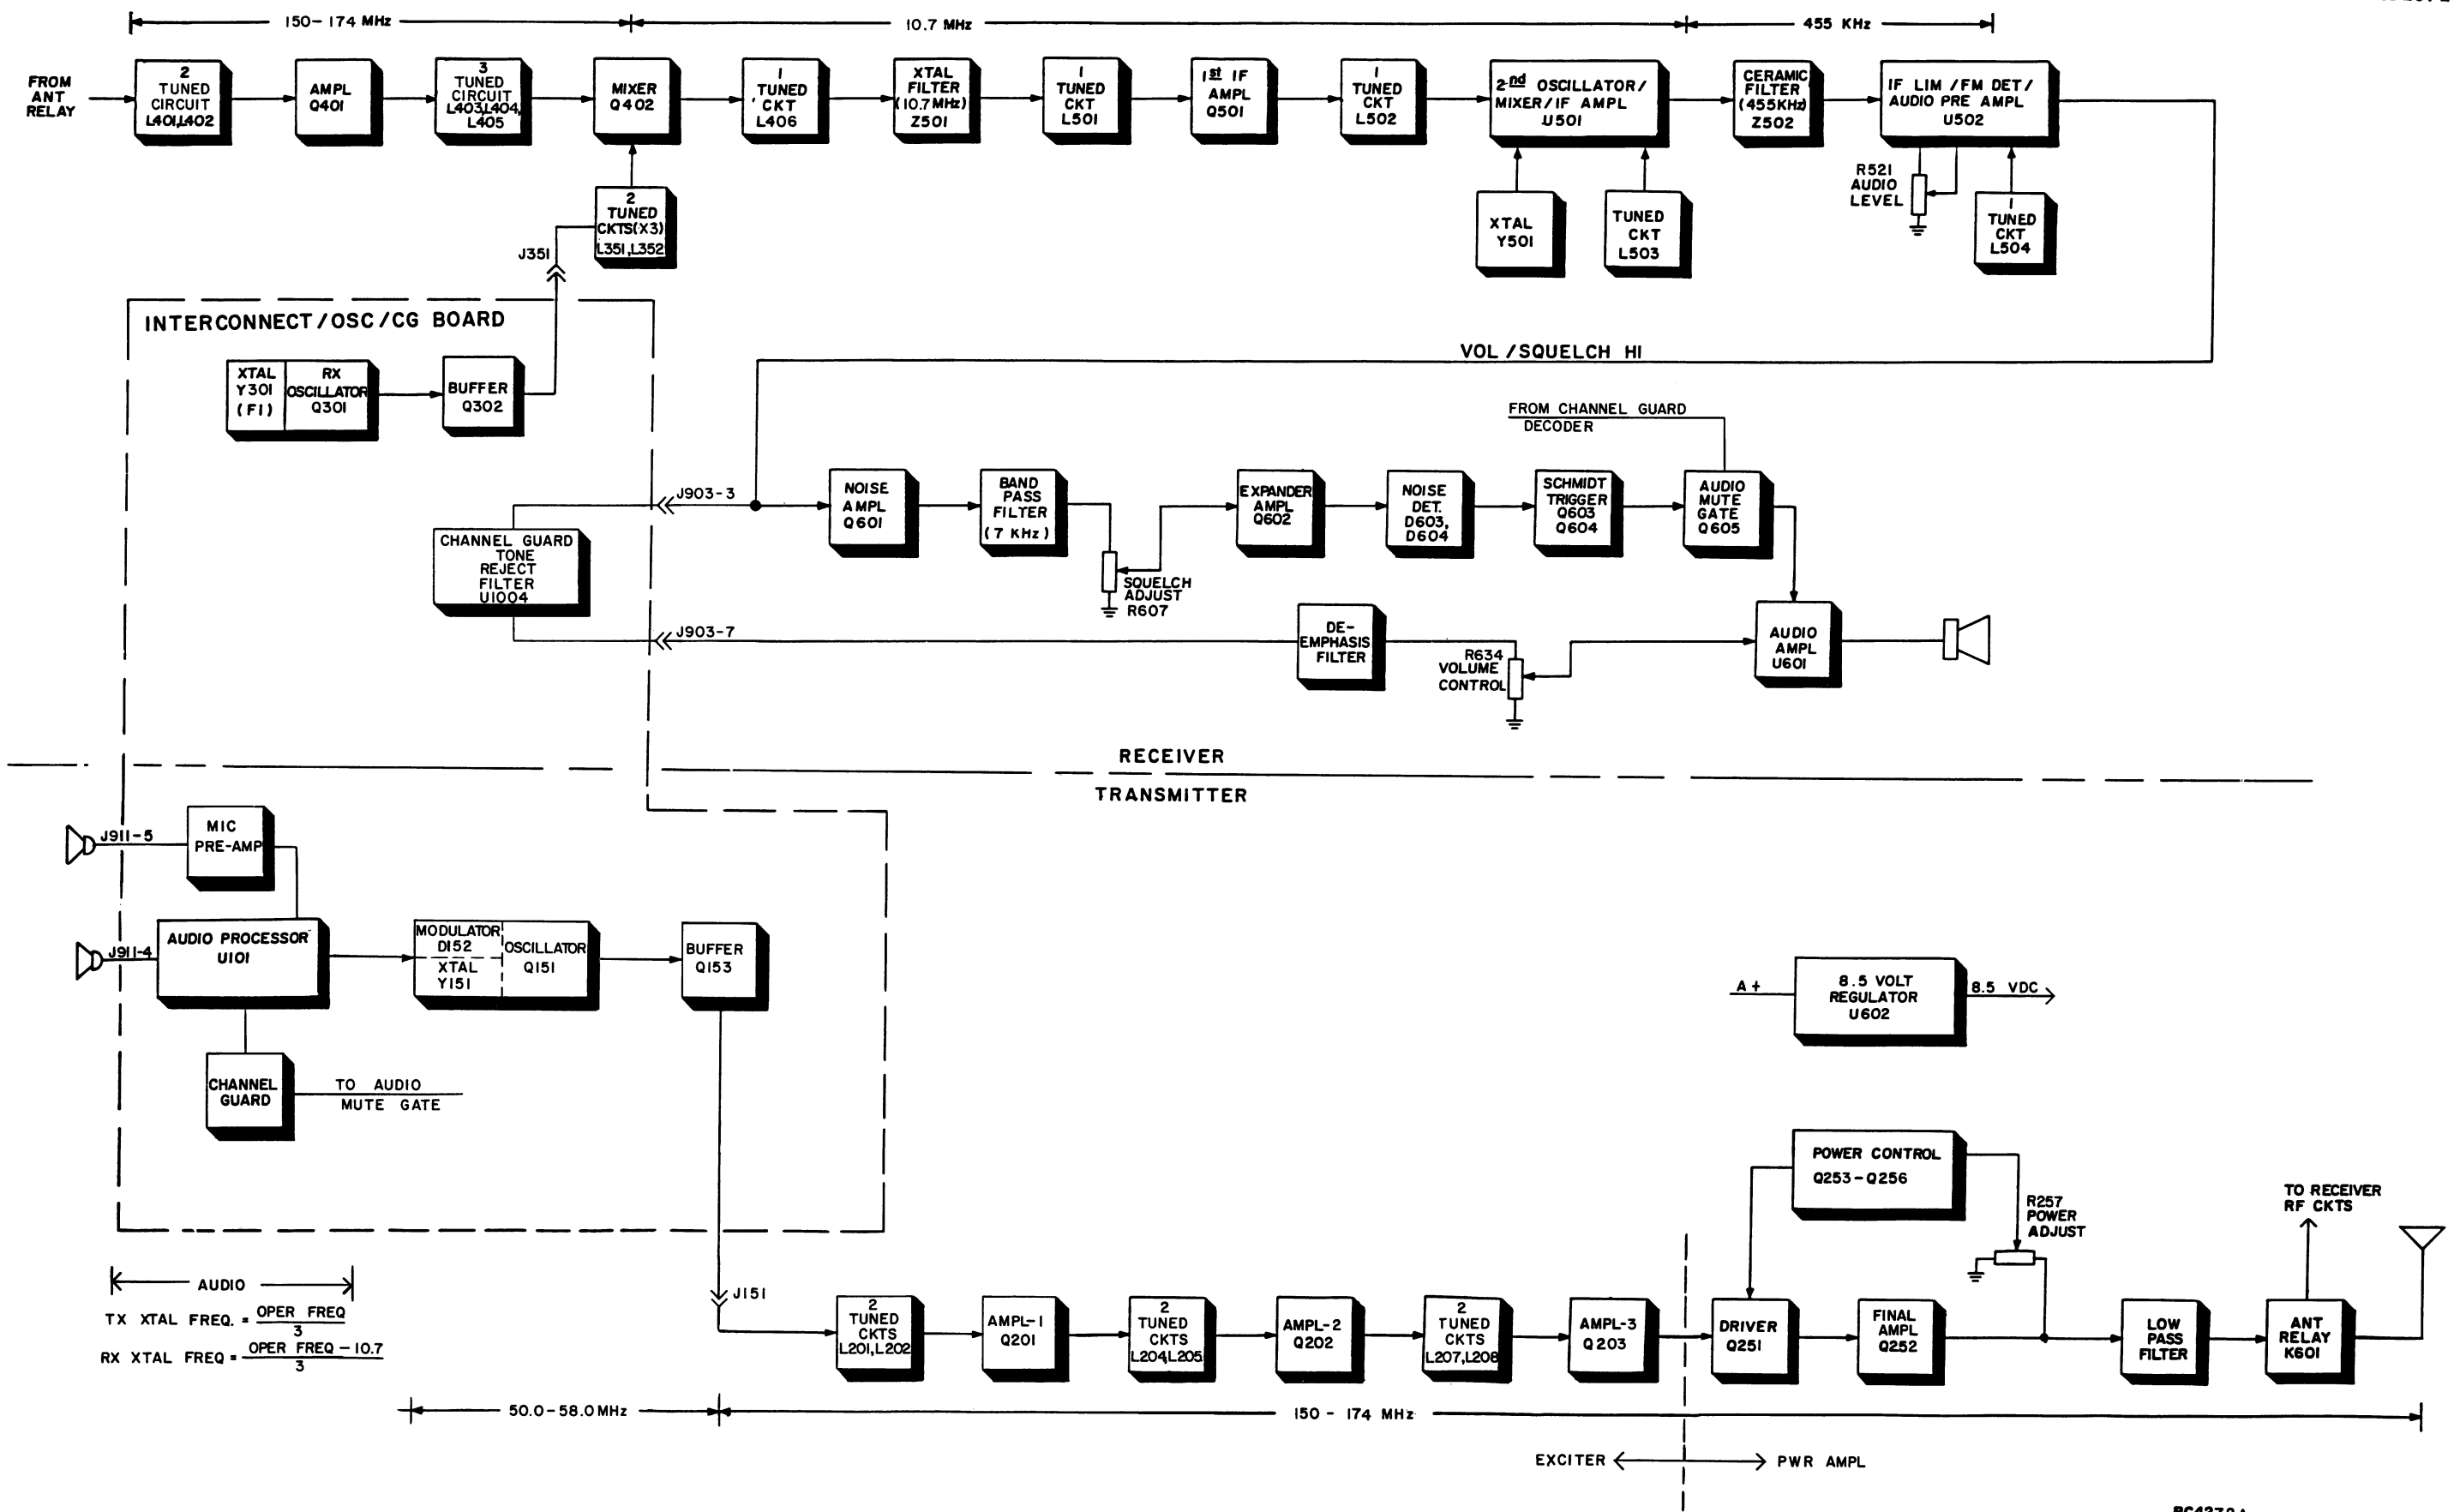 150-174 MHz
10.7 MHz
455 KHz
FROM
ANT
RELAY
2
TUNED
CIRCUIT
L401,L402
AMPL
Q401
3
TUNED
CIRCUIT
L403,L404,
L405
MIXER
Q402
1
TUNED
CKT
L406
XTAL
FILTER
(10.7 MHz)
Z501
1
TUNED
CKT
L501
1st IF
AMPL
Q501
1
TUNED
CKT
L502
2-nd OSCILLATOR/
MIXER/IF AMPL
U501
CERAMIC
FILTER
(455KHz)
Z502
IF LIM /FM DET/
AUDIO PRE AMPL
U502
2
TUNED
CKTS(X3)
L351,L352
J351
XTAL
Y501
TUNED
CKT
L503
R521
AUDIO
LEVEL
1
TUNED
CKT
L504
INTERCONNECT/OSC/CG BOARD
XTAL
Y301
(F1)
RX
OSCILLATOR
Q301
BUFFER
Q302
VOL /SQUELCH HI
FROM CHANNEL GUARD
DECODER
J903-3
NOISE
AMPL
Q601
BAND
PASS
FILTER
(7 KHz)
SQUELCH
ADJUST
R607
EXPANDER
AMPL
Q602
NOISE
DET.
D603,
D604
SCHMIDT
TRIGGER
Q603
Q604
AUDIO
MUTE
GATE
Q605
CHANNEL GUARD
TONE
REJECT
FILTER
U1004
J903-7
DE-
EMPHASIS
FILTER
R634
VOLUME
CONTROL
AUDIO
AMPL
U601
RECEIVER
TRANSMITTER
J911-5
MIC
PRE-AMP
J911-4
AUDIO PROCESSOR
U101
MODULATOR
D152
XTAL
Y151
OSCILLATOR
Q151
BUFFER
Q153
CHANNEL
GUARD
TO AUDIO
MUTE GATE
A+
8.5 VOLT
REGULATOR
U602
8.5 VDC
POWER CONTROL
Q253-Q256
R257
POWER
ADJUST
TO RECEIVER
RF CKTS
J151
2
TUNED
CKTS
L201,L202
AMPL-1
Q201
2
TUNED
CKTS
L204,L205
AMPL-2
Q202
2
TUNED
CKTS
L207,L208
AMPL-3
Q203
DRIVER
Q251
FINAL
AMPL
Q252
LOW
PASS
FILTER
ANT
RELAY
K601
AUDIO
TX XTAL FREQ. = OPER FREQ
3
RX XTAL FREQ = OPER FREQ - 10.7
3
50.0-58.0 MHz
150 - 174 MHz
EXCITER
PWR AMPL